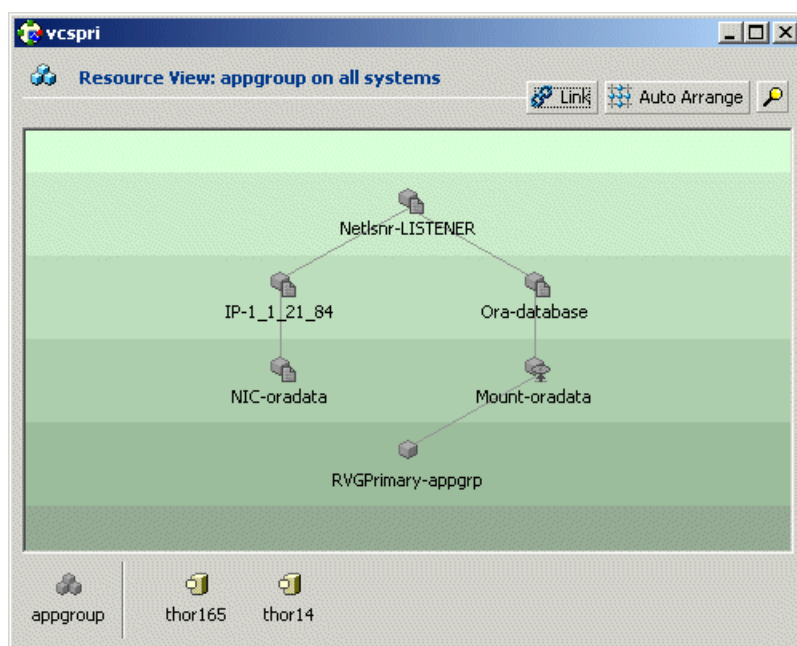 vcspri
Resource View: appgroup on all systems
Link
Auto Arrange
Netlsnr-LISTENER
IP-1_1_21_84
Ora-database
NIC-oradata
Mount-oradata
RVGPrimary-appgrp
appgroup
thor165
thor14